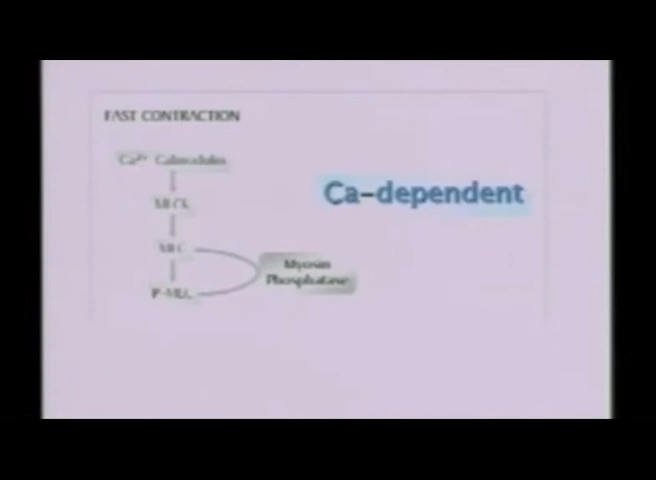 FAST CONTRACTION
Ca²⁺ Calmodulin
Ca-dependent
MLCK
MLC
Myosin
Phosphatase
P-MLC